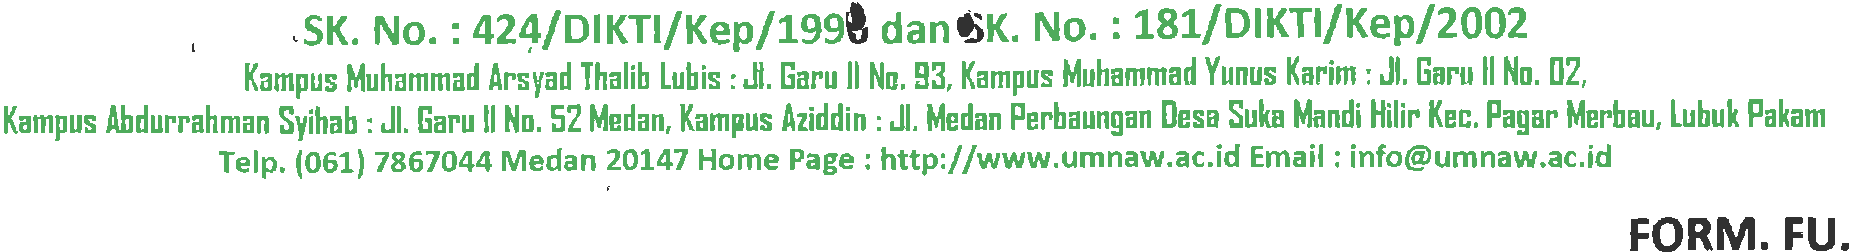 SK. No. : 424/DIKTI/Kep/199 dan SK. No. : 181/DIKTI/Kep/2002
Kampus Muhammad Arsyad Thalib Lubis : Jl. Garu II No. 93, Kampus Muhammad Yunus Karim : Jl. Garu II No. 02,
Kampus Abdurrahman Syihab : Jl. Garu II No. 52 Medan, Kampus Aziddin : Jl. Medan Perbaungan Desa Suka Mandi Hilir Kec. Pagar Merbau, Lubuk Pakam
Telp. (061) 7867044 Medan 20147 Home Page : http://www.umnaw.ac.id Email : info@umnaw.ac.id
FORM. FU.